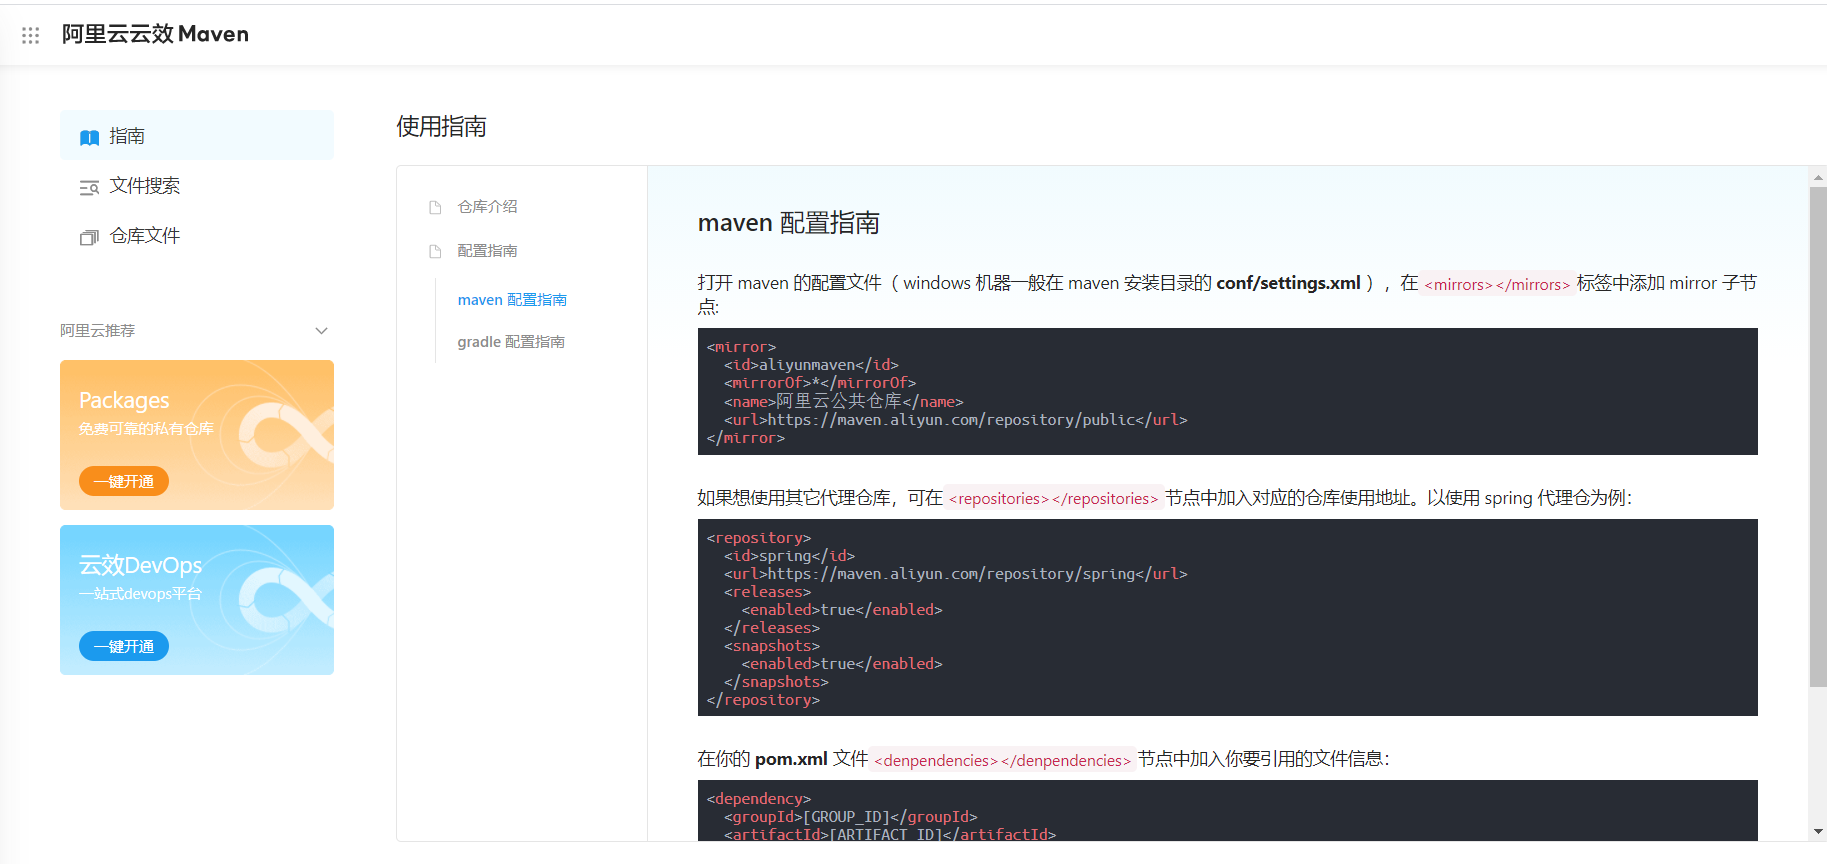 阿里云云效 Maven
指南
文件搜索
仓库文件
阿里云推荐
Packages
免费可靠的私有仓库
一键开通
云效DevOps
一站式devops平台
一键开通
使用指南
仓库介绍
配置指南
maven 配置指南
gradle 配置指南
maven 配置指南
打开 maven 的配置文件（ windows 机器一般在 maven 安装目录的 conf/settings.xml ），在 <mirrors></mirrors> 标签中添加 mirror 子节
点:
<mirror>
  <id>aliyunmaven</id>
  <mirrorOf>*</mirrorOf>
  <name>阿里云公共仓库</name>
  <url>https://maven.aliyun.com/repository/public</url>
</mirror>
如果想使用其它代理仓库，可在 <repositories></repositories> 节点中加入对应的仓库使用地址。以使用 spring 代理仓为例：
<repository>
  <id>spring</id>
  <url>https://maven.aliyun.com/repository/spring</url>
  <releases>
    <enabled>true</enabled>
  </releases>
  <snapshots>
    <enabled>true</enabled>
  </snapshots>
</repository>
在你的 pom.xml 文件 <denpendencies></denpendencies> 节点中加入你要引用的文件信息：
<dependency>
  <groupId>[GROUP_ID]</groupId>
  <artifactId>[ARTIFACT_ID]</artifactId>